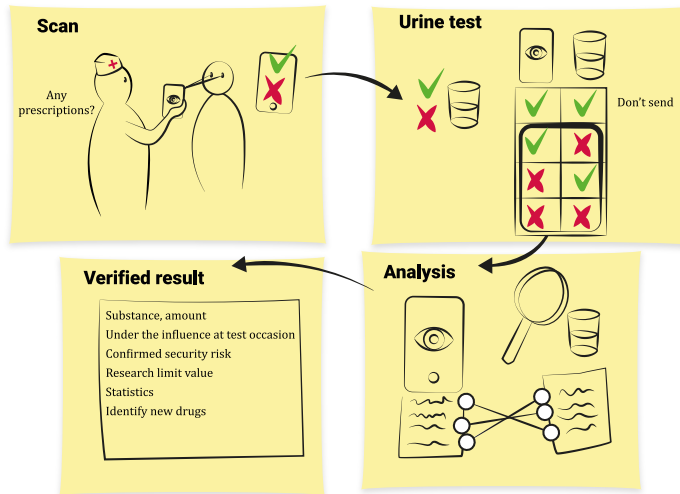 Scan
Any
prescriptions?
Urine test
Don't send
Analysis
Verified result
Substance, amount
Under the influence at test occasion
Confirmed security risk
Research limit value
Statistics
Identify new drugs